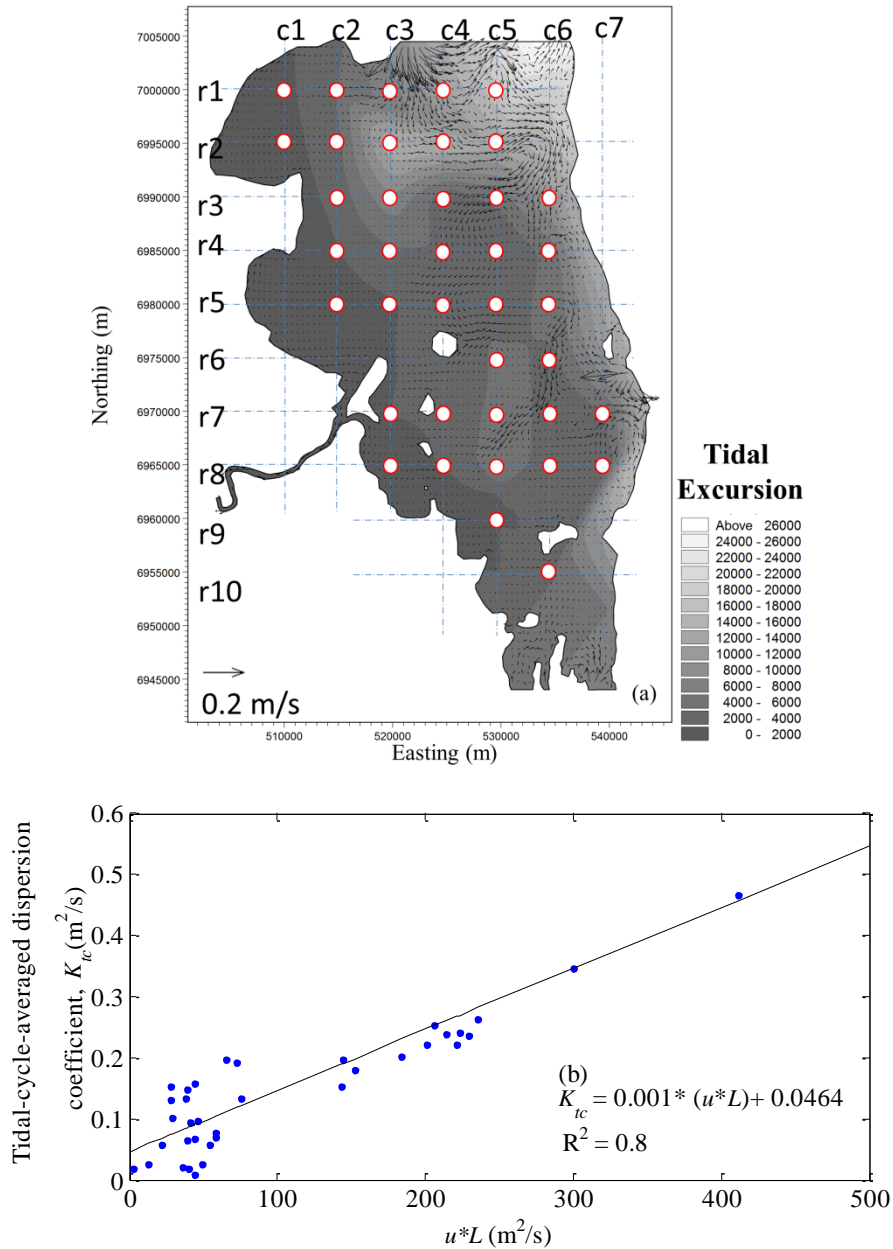 c1 c2 c3 c4 c5 c6 c7
7005000
r1
7000000
r2
6995000
r3
6990000
r4
6985000
r5
6980000
r6
6975000
r7
6970000
r8
6965000
r9
6960000
r10
6955000
6950000
6945000
Northing (m)
0.2 m/s
(a)
510000 520000 530000 540000
Easting (m)
Tidal
Excursion
Above 26000
24000 - 26000
22000 - 24000
20000 - 22000
18000 - 20000
16000 - 18000
14000 - 16000
12000 - 14000
10000 - 12000
8000 - 10000
6000 - 8000
4000 - 6000
2000 - 4000
0 - 2000
Tidal-cycle-averaged dispersion
coefficient, Ktc(m2/s)
0.6
0.5
0.4
0.3
0.2
0.1
0
(b)
Ktc = 0.001* (u*L)+ 0.0464
R2 = 0.8
0 100 200 300 400 500
u*L (m2/s)